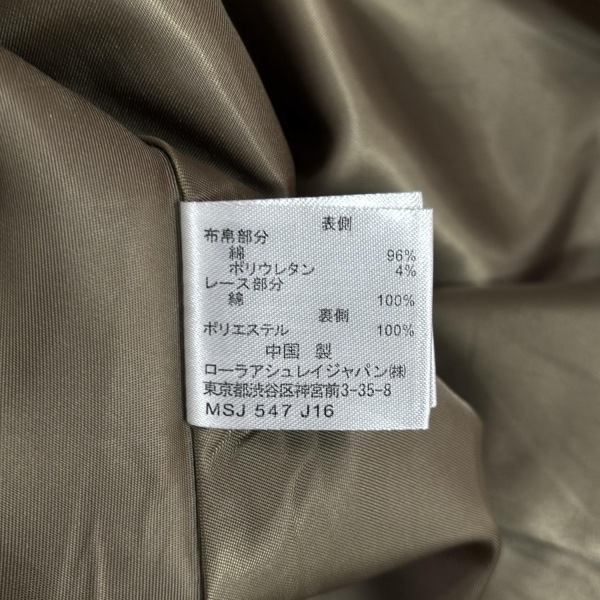 表側
布帛部分
綿 96%
ポリウレタン 4%
レース部分
綿 100%
裏側
ポリエステル 100%
中国 製
ローラアシュレイジャパン㈱
東京都渋谷区神宮前3-35-8
MSJ 547 J16